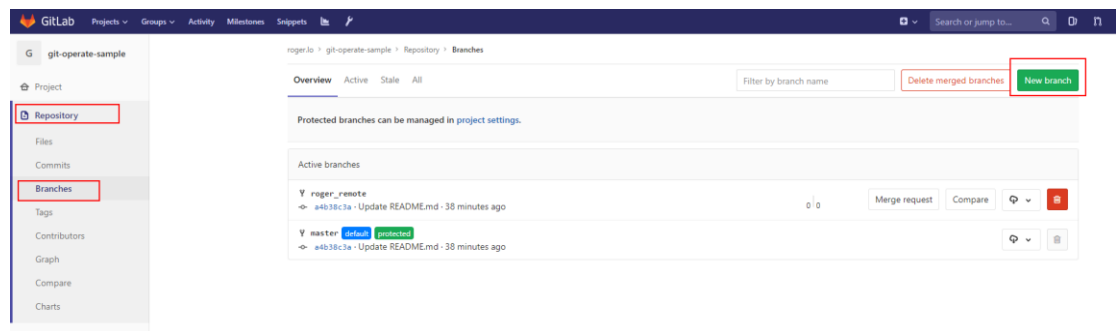 GitLab Projects Groups Activity Milestones Snippets Search or jump to...
G git-operate-sample
roger.lo > git-operate-sample > Repository > Branches
Overview Active Stale All Filter by branch name Delete merged branches New branch
Project
Repository
Protected branches can be managed in project settings.
Files
Commits
Active branches
Branches
roger_remote
a4b38c3a · Update README.md · 38 minutes ago 0 0 Merge request Compare
Tags
Contributors
master default protected
a4b38c3a · Update README.md · 38 minutes ago
Graph
Compare
Charts